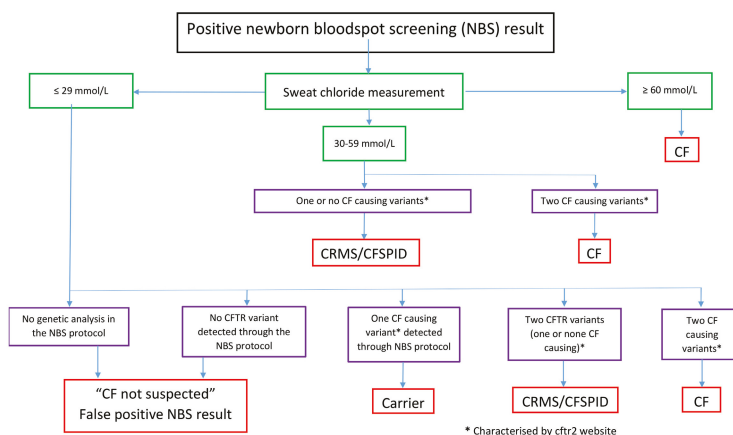 Positive newborn bloodspot screening (NBS) result
≤ 29 mmol/L
Sweat chloride measurement
≥ 60 mmol/L
30-59 mmol/L
CF
One or no CF causing variants*
Two CF causing variants*
CRMS/CFSPID
CF
No genetic analysis in
the NBS protocol
No CFTR variant
detected through the
NBS protocol
One CF causing
variant* detected
through NBS protocol
Two CFTR variants
(one or none CF
causing)*
Two CF
causing
variants*
“CF not suspected”
False positive NBS result
Carrier
CRMS/CFSPID
CF
* Characterised by cftr2 website